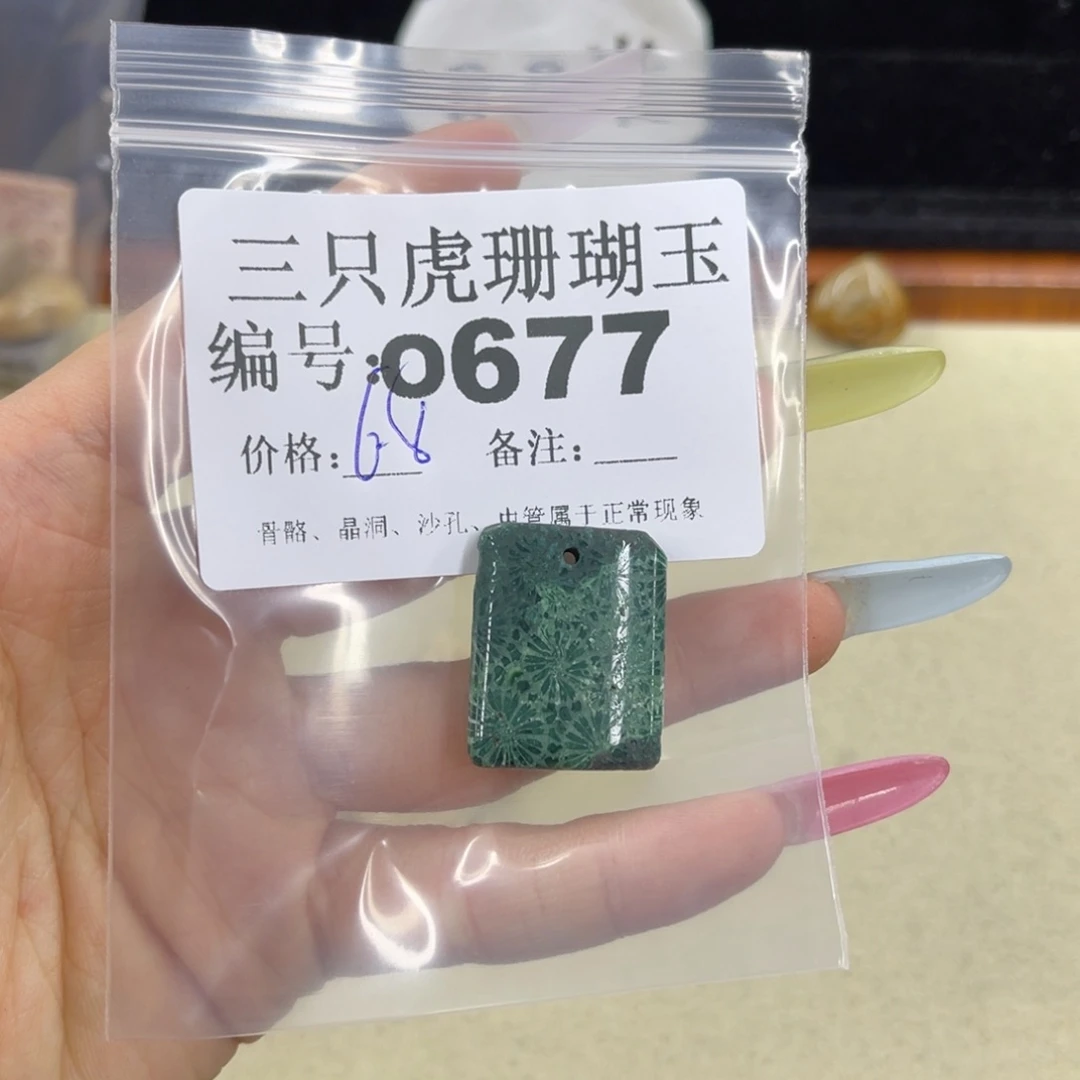 三只虎珊瑚玉
编号:0677
价格:68 备注:____
骨骼、晶洞、沙孔、虫管属于正常现象